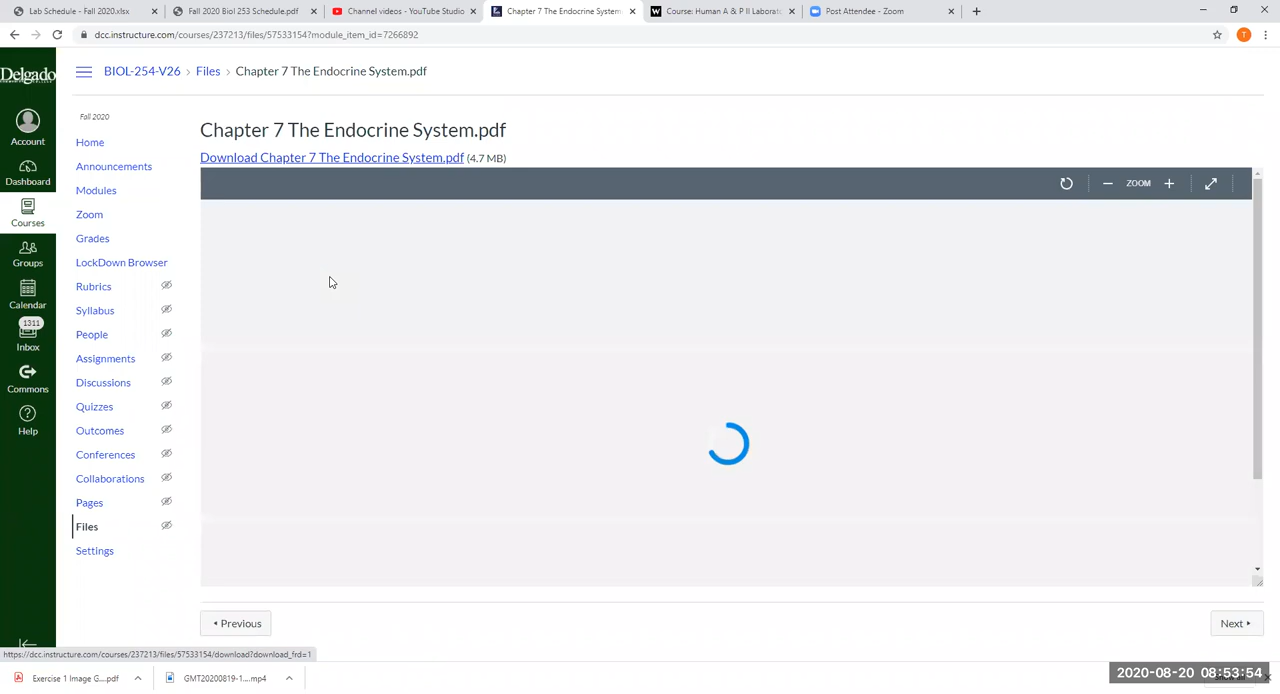 Lab Schedule - Fall 2020.xlsx
Fall 2020 Biol 253 Schedule.pdf
Channel videos - YouTube Studio
Chapter 7 The Endocrine System.
Course: Human A & P II Laborat
Post Attendee - Zoom
dcc.instructure.com/courses/237213/files/57533154?module_item_id=7266892
T
Delgado
BIOL-254-V26 › Files › Chapter 7 The Endocrine System.pdf
Account
Dashboard
Courses
Groups
Calendar
1311
Inbox
Commons
Help
Fall 2020
Home
Announcements
Modules
Zoom
Grades
LockDown Browser
Rubrics
Syllabus
People
Assignments
Discussions
Quizzes
Outcomes
Conferences
Collaborations
Pages
Files
Settings
Chapter 7 The Endocrine System.pdf
Download Chapter 7 The Endocrine System.pdf (4.7 MB)
ZOOM
Previous
Next
https://dcc.instructure.com/courses/237213/files/57533154/download?download_frd=1
Exercise 1 Image G....pdf
GMT20200819-1....mp4
2020-08-20 08:53:54